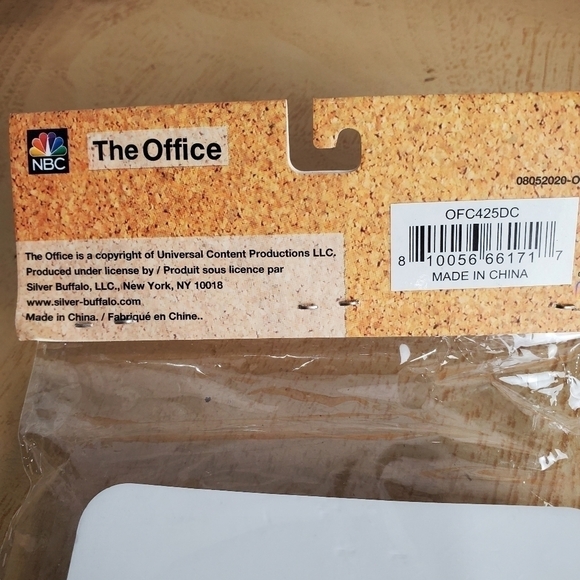 NBC
The Office
08052020-O
OFC425DC
8 10056 66171 7
MADE IN CHINA
The Office is a copyright of Universal Content Productions LLC.
Produced under license by / Produit sous licence par
Silver Buffalo, LLC., New York, NY 10018
www.silver-buffalo.com
Made in China. / Fabriqué en Chine..